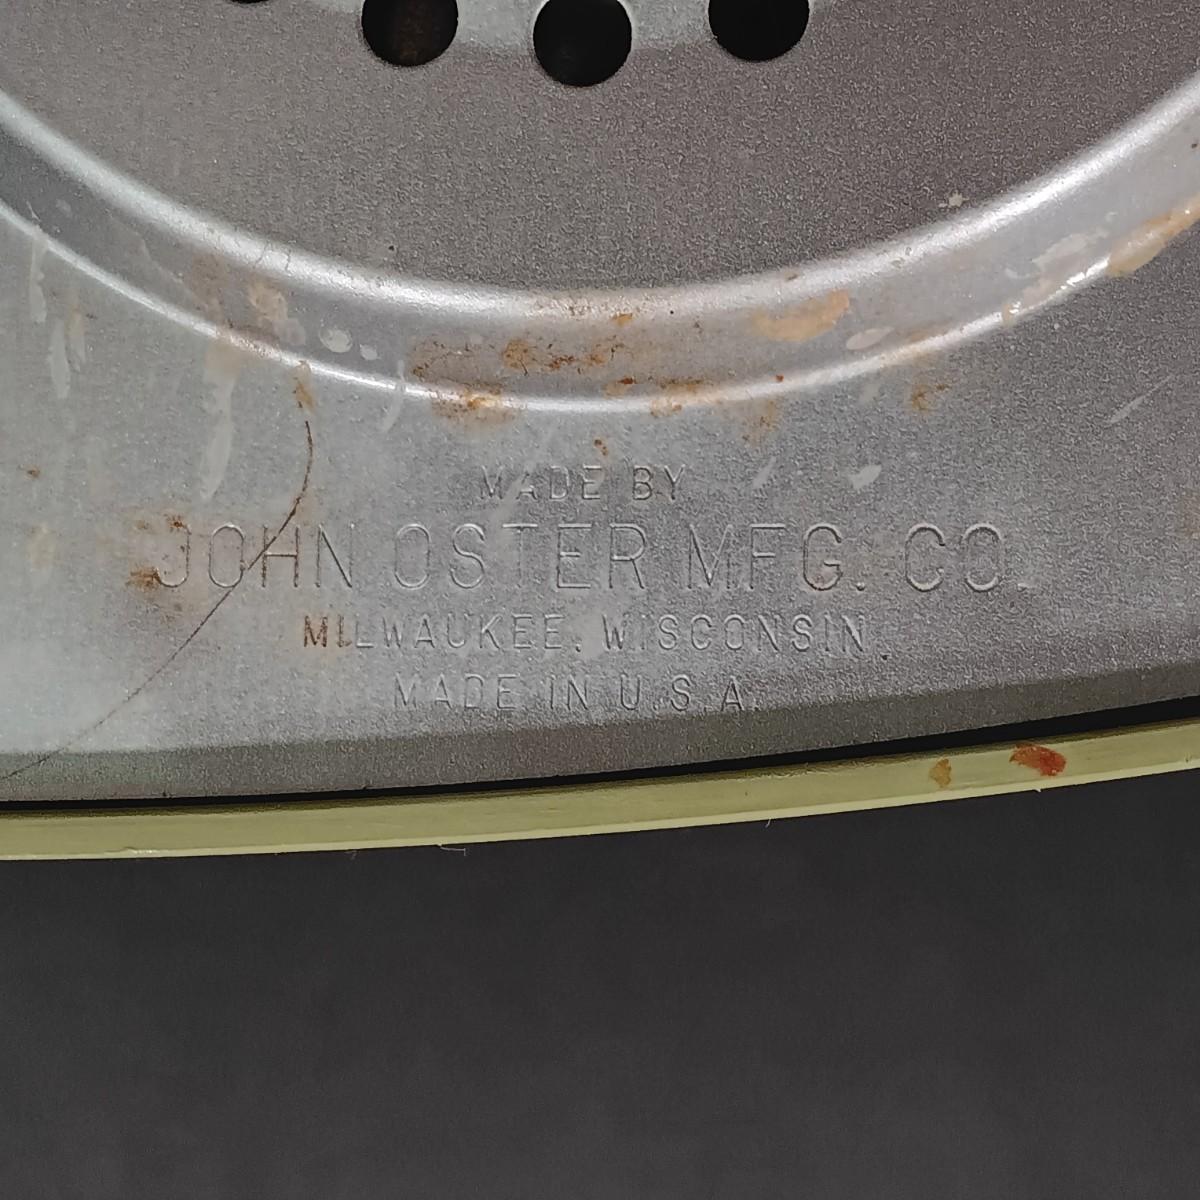 MADE BY
JOHN OSTER MFG. CO.
MILWAUKEE, WISCONSIN.
MADE IN U.S.A.